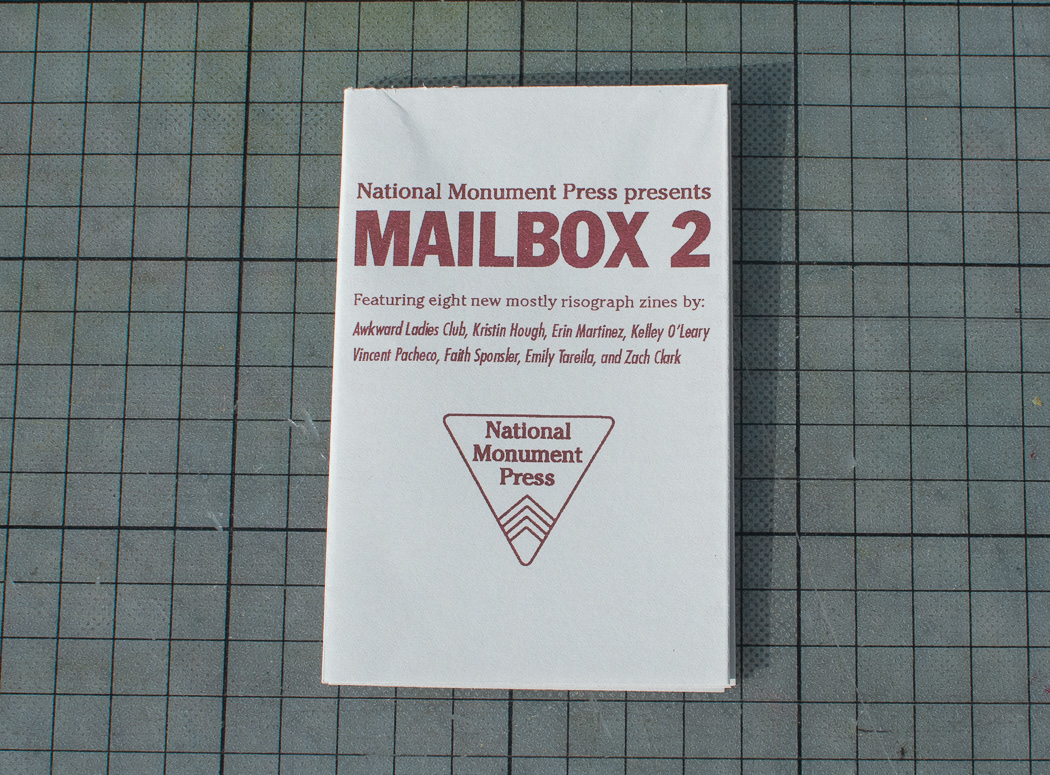 National Monument Press presents
MAILBOX 2
Featuring eight new mostly risograph zines by:
Awkward Ladies Club, Kristin Hough, Erin Martinez, Kelley O'Leary
Vincent Pacheco, Faith Sponsler, Emily Tareila, and Zach Clark
National
Monument
Press